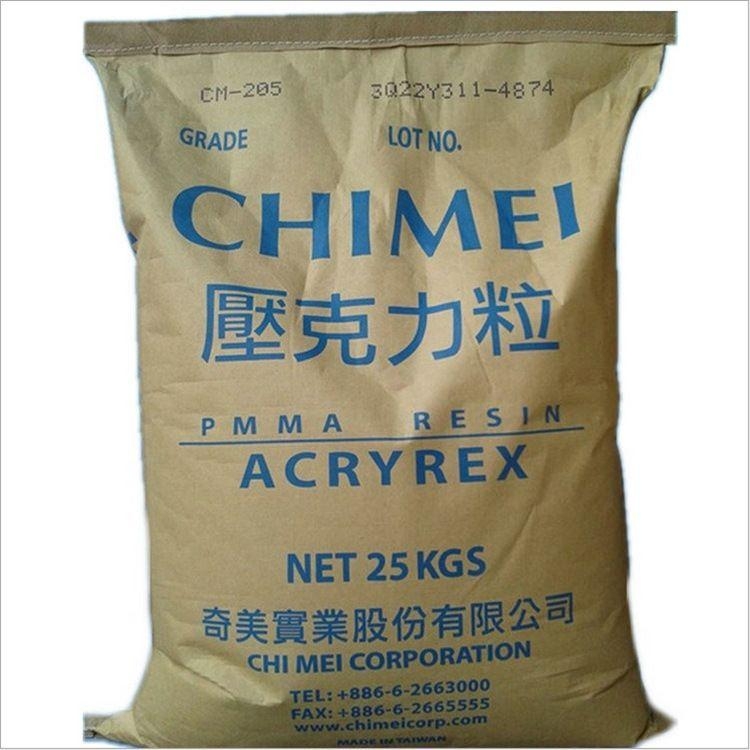 CM-205 3Q22Y311-4874
GRADE LOT NO.
CHIMEI
壓克力粒
PMMA RESIN
ACRYREX
NET 25 KGS
奇美實業股份有限公司
CHI MEI CORPORATION
TEL: +886-6-2663000
FAX: +886-6-2665555
www.chimeicorp.com
MADE IN TAIWAN